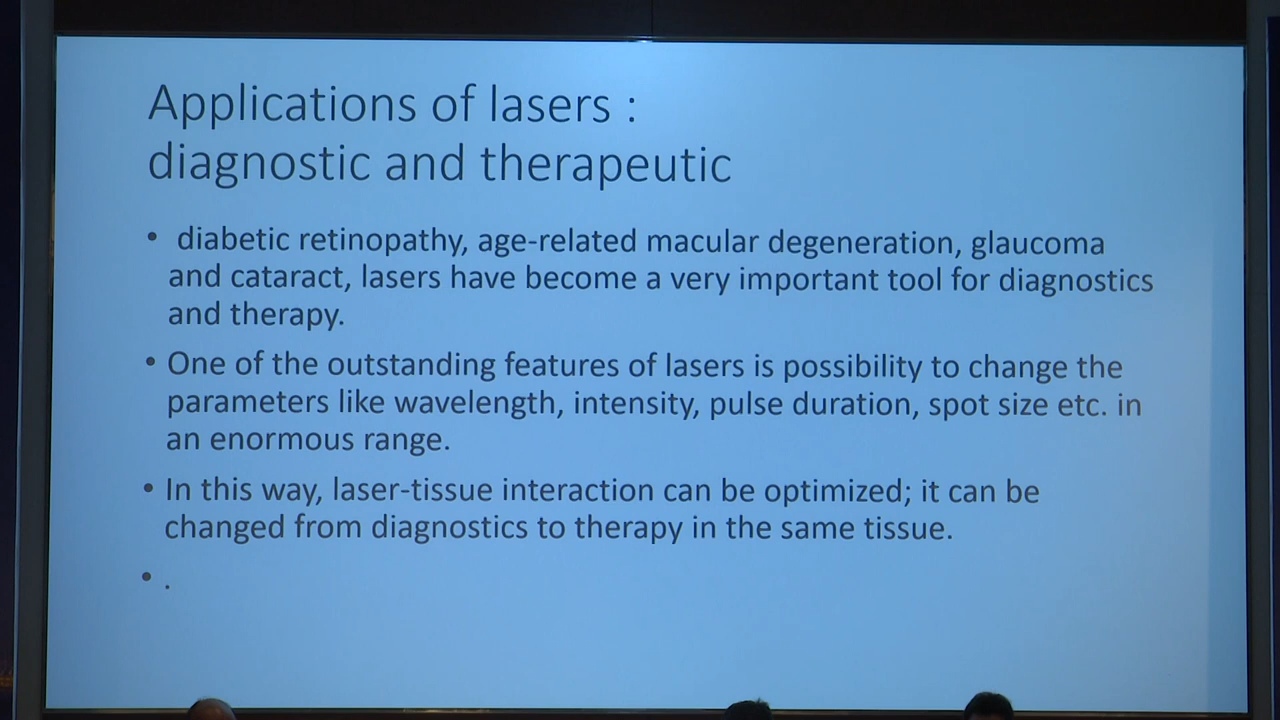 Applications of lasers :
diagnostic and therapeutic
• diabetic retinopathy, age-related macular degeneration, glaucoma
and cataract, lasers have become a very important tool for diagnostics
and therapy.
• One of the outstanding features of lasers is possibility to change the
parameters like wavelength, intensity, pulse duration, spot size etc. in
an enormous range.
• In this way, laser-tissue interaction can be optimized; it can be
changed from diagnostics to therapy in the same tissue.
• .